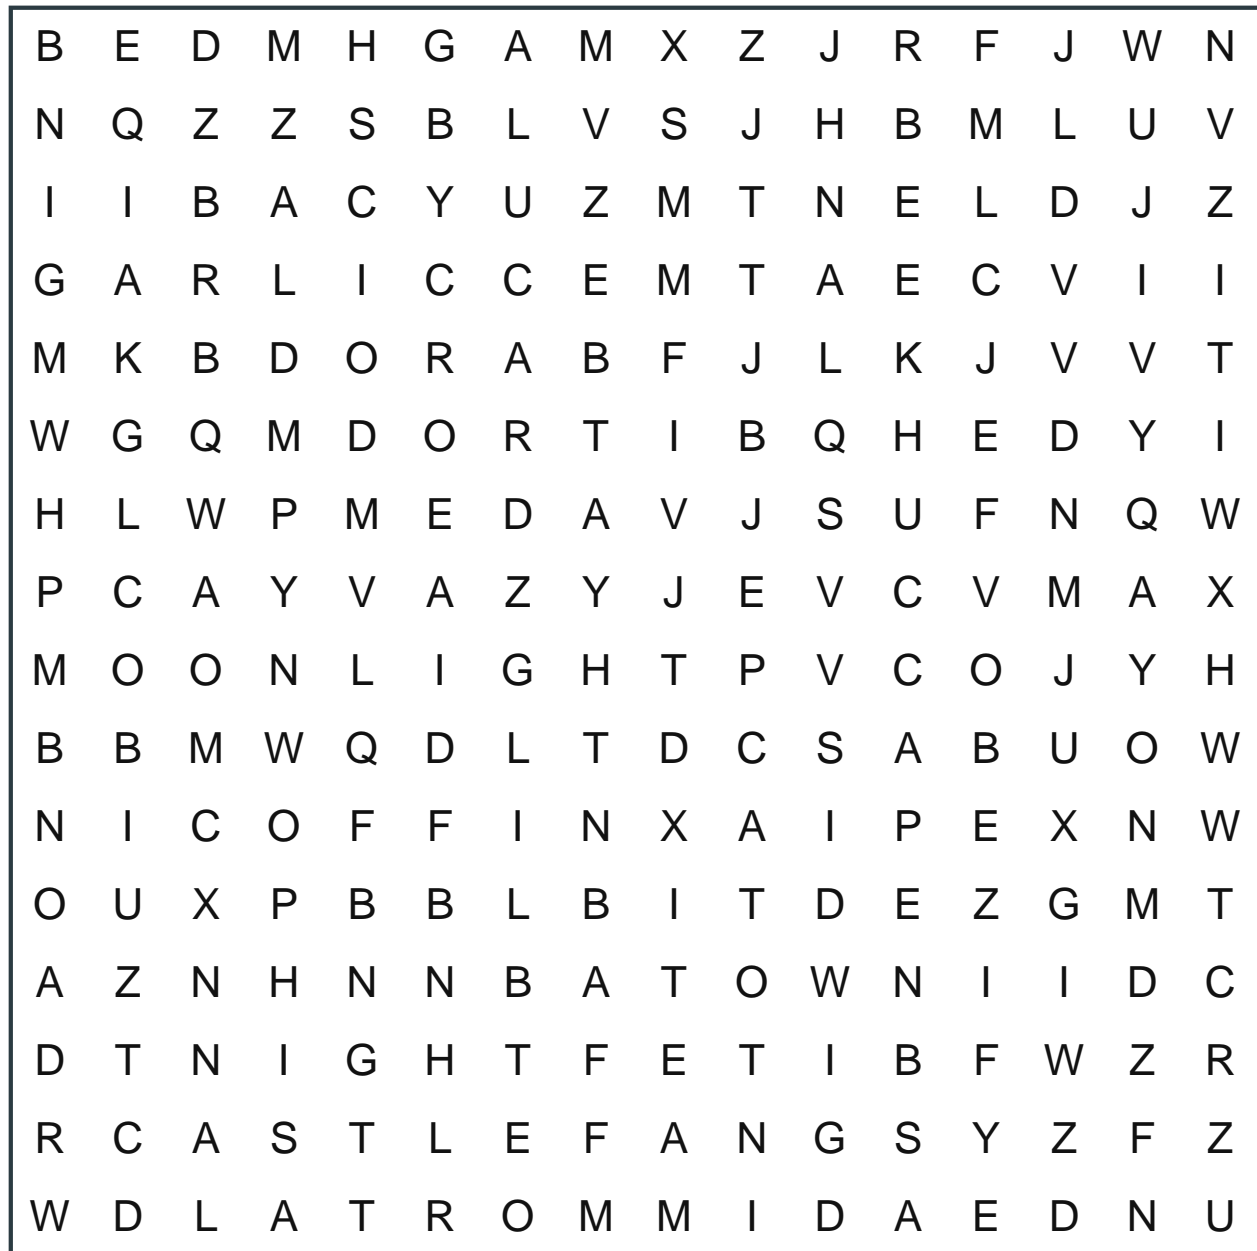 B E D M H G A M X Z J R F J W N
N Q Z Z S B L V S J H B M L U V
I I B A C Y U Z M T N E L D J Z
G A R L I C C E M T A E C V I I
M K B D O R A B F J L K J V V T
W G Q M D O R T I B Q H E D Y I
H L W P M E D A V J S U F N Q W
P C A Y V A Z Y J E V C V M A X
M O O N L I G H T P V C O J Y H
B B M W Q D L T D C S A B U O W
N I C O F F I N X A I P E X N W
O U X P B B L B I T D E Z G M T
A Z N H N N B A T O W N I I D C
D T N I G H T F E T I B F W Z R
R C A S T L E F A N G S Y Z F Z
W D L A T R O M M I D A E D N U